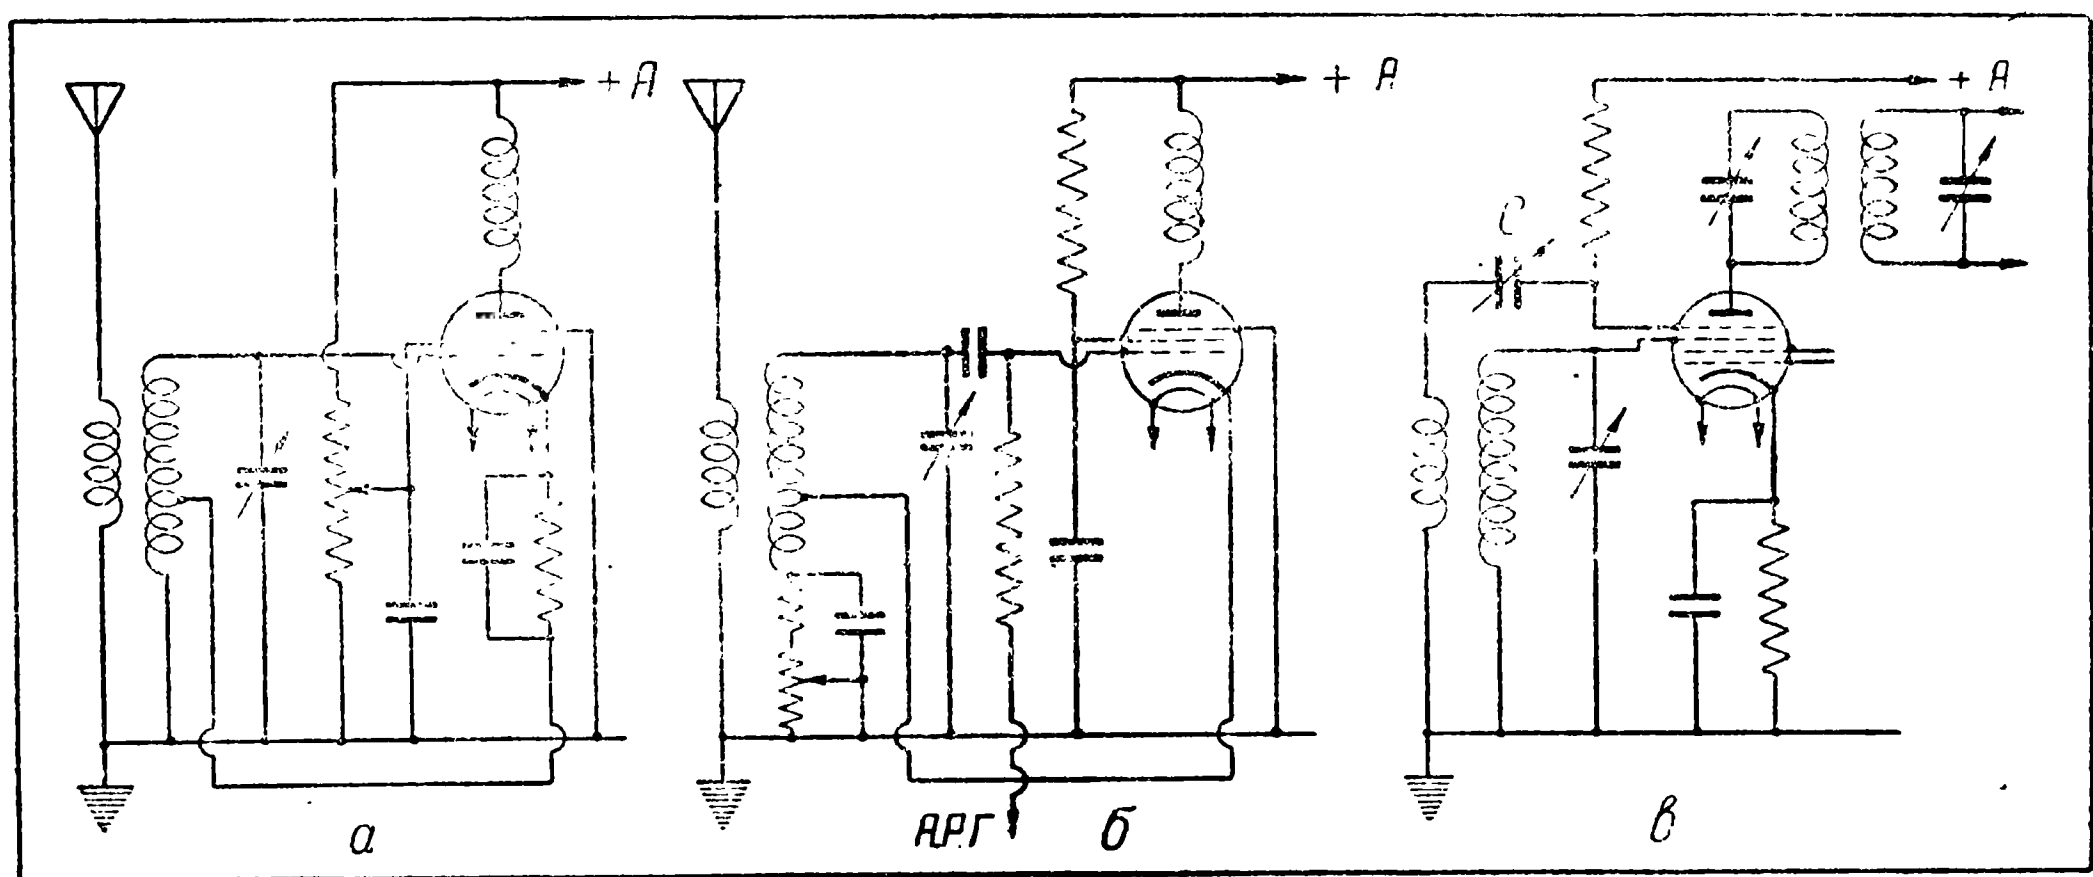 + А
+ А
+ А
С
АРГ
а
б
в